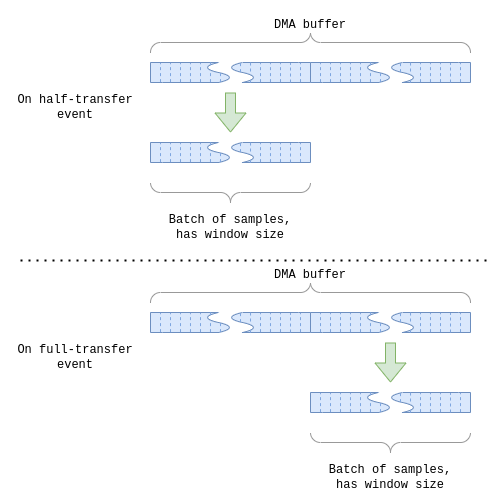 DMA buffer
On half-transfer
event
Batch of samples,
has window size
DMA buffer
On full-transfer
event
Batch of samples,
has window size